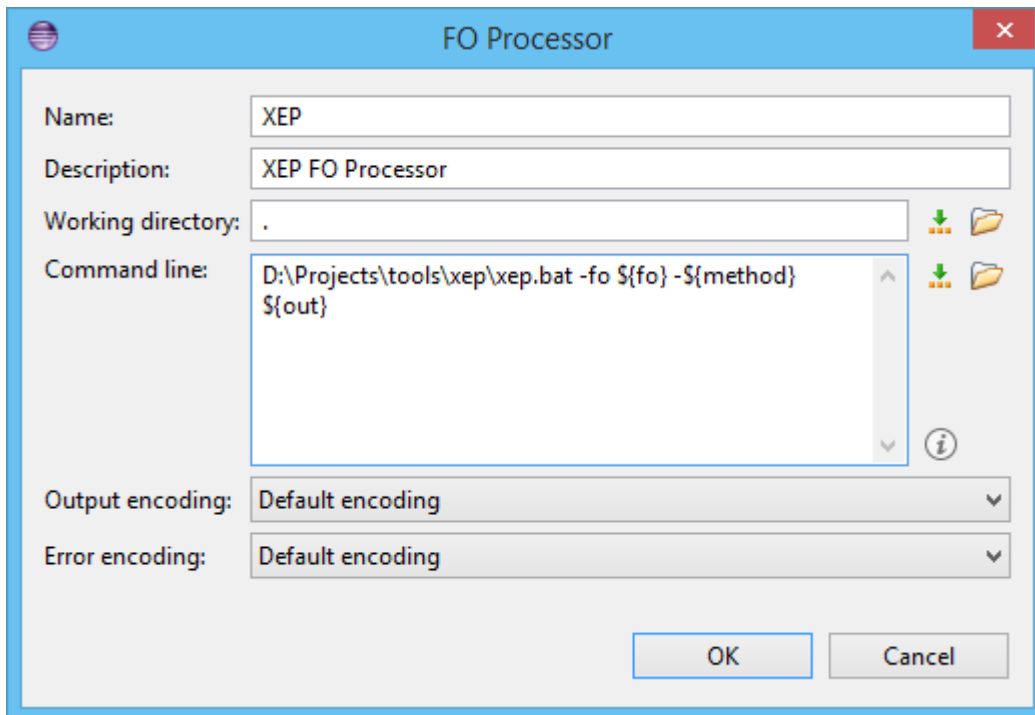 FO Processor
Name: XEP
Description: XEP FO Processor
Working directory: .
Command line: D:\Projects\tools\xep\xep.bat -fo ${fo} -${method}
${out}
Output encoding: Default encoding
Error encoding: Default encoding
OK Cancel